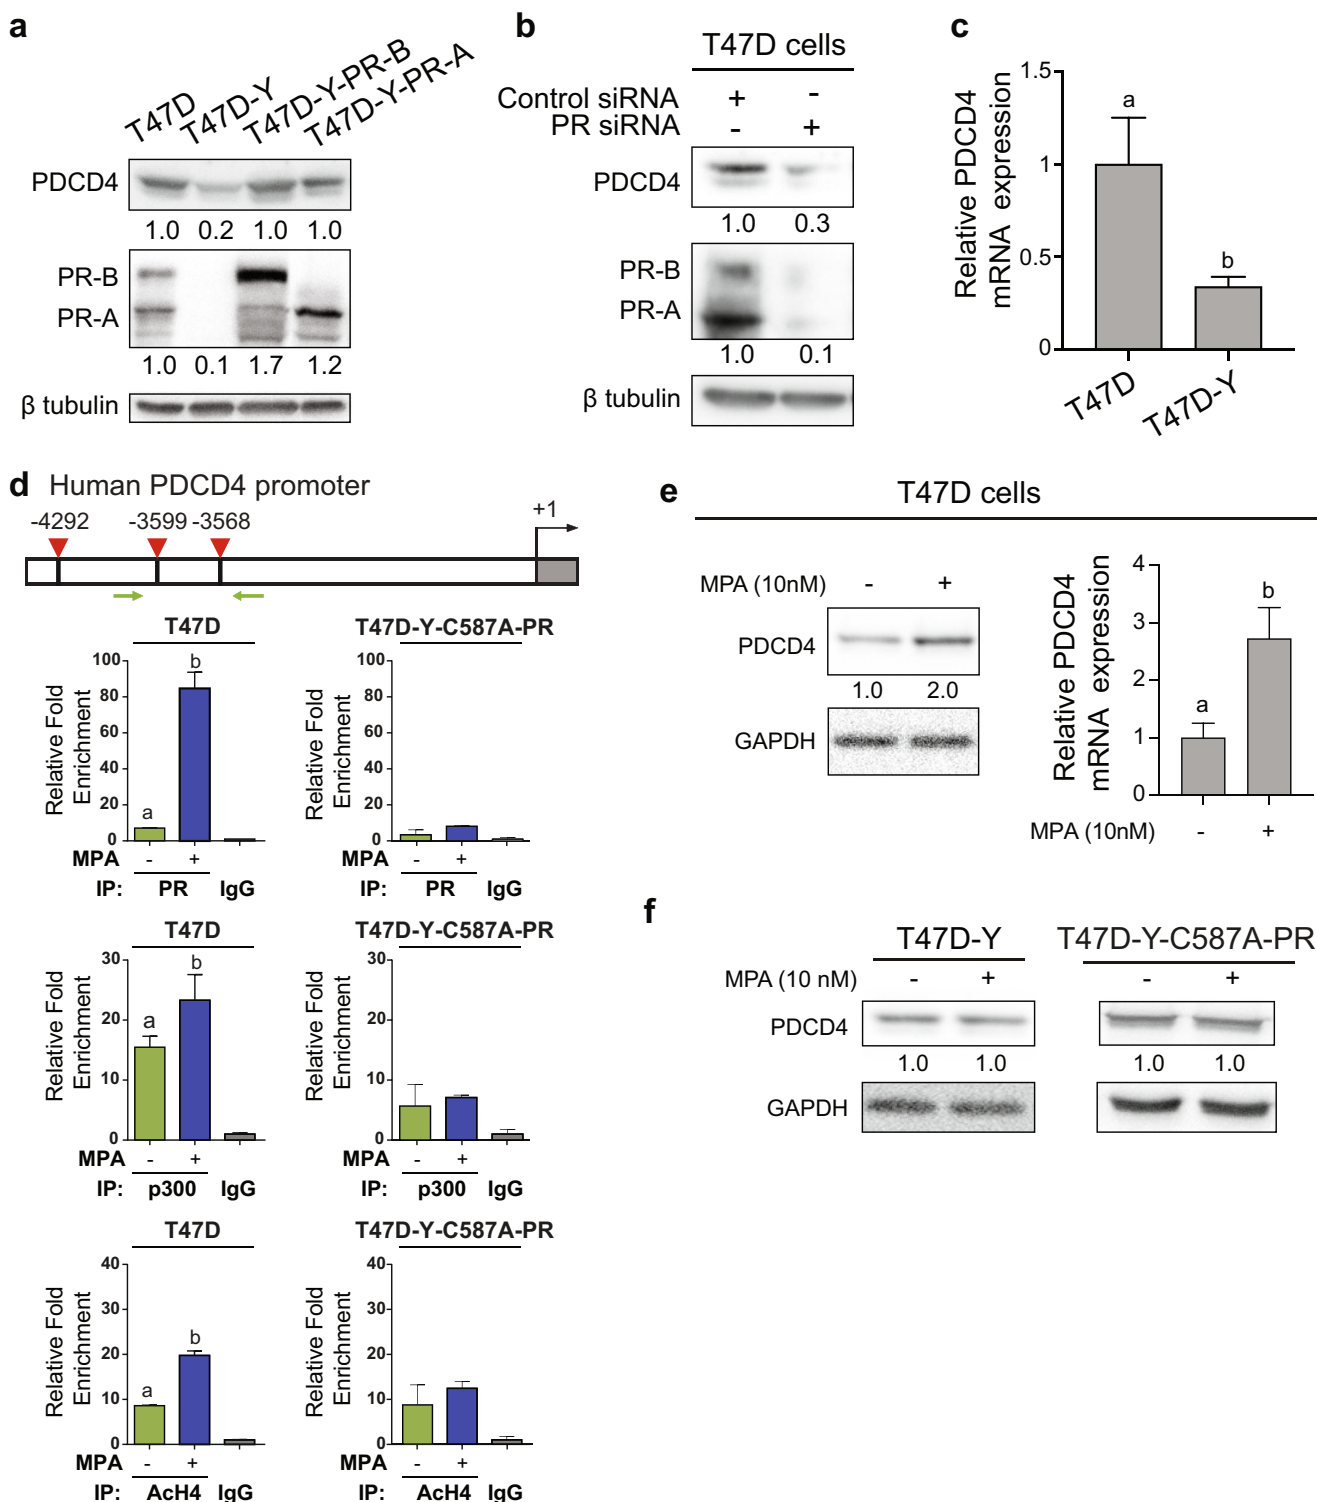 a
T47D T47D-Y T47D-Y-PR-B T47D-Y-PR-A
PDCD4
1.0 0.2 1.0 1.0
PR-B
PR-A
1.0 0.1 1.7 1.2
β tubulin
b
T47D cells
Control siRNA + -
PR siRNA - +
PDCD4
1.0 0.3
PR-B
PR-A
1.0 0.1
β tubulin
c
Relative PDCD4
mRNA expression
1.5
1
0.5
0
a
b
T47D T47D-Y
d Human PDCD4 promoter
-4292 -3599 -3568 +1
T47D
Relative Fold
Enrichment
100
80
60
40
20
0
a
b
MPA - +
IP: PR IgG
T47D-Y-C587A-PR
Relative Fold
Enrichment
100
80
60
40
20
0
MPA - +
IP: PR IgG
T47D
Relative Fold
Enrichment
30
20
10
0
a
b
MPA - +
IP: p300 IgG
T47D-Y-C587A-PR
Relative Fold
Enrichment
30
20
10
0
MPA - +
IP: p300 IgG
T47D
Relative Fold
Enrichment
40
30
20
10
0
a
b
MPA - +
IP: AcH4 IgG
T47D-Y-C587A-PR
Relative Fold
Enrichment
40
30
20
10
0
MPA - +
IP: AcH4 IgG
e
T47D cells
MPA (10nM) - +
PDCD4
1.0 2.0
GAPDH
Relative PDCD4
mRNA expression
4
3
2
1
0
a
b
MPA (10nM) - +
f
T47D-Y T47D-Y-C587A-PR
MPA (10 nM) - + - +
PDCD4
1.0 1.0 1.0 1.0
GAPDH